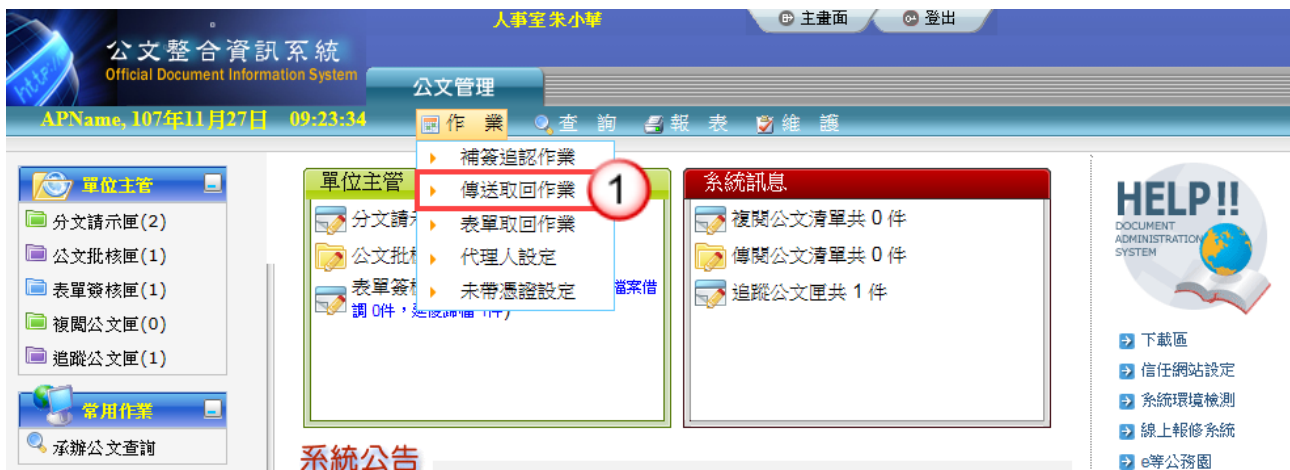 人事室朱小華
主畫面
登出
http://
公文整合資訊系統
Official Document Information System
公文管理
APName, 107年11月27日 09:23:34
作 業
查 詢
報 表
維 護
補簽追認作業
傳送取回作業
1
表單取回作業
代理人設定
未帶憑證設定
單位主管
分文請示匣(2)
公文批核匣(1)
表單簽核匣(1)
複閱公文匣(0)
追蹤公文匣(1)
常用作業
承辦公文查詢
單位主管
分文請
公文批
表單簽 檔案借
調 0件，延後歸檔 1件)
系統訊息
複閱公文清單共 0 件
傳閱公文清單共 0 件
追蹤公文匣共 1 件
系統公告
HELP!!
DOCUMENT
ADMINISTRATION
SYSTEM
下載區
信任網站設定
系統環境檢測
線上報修系統
e等公務園